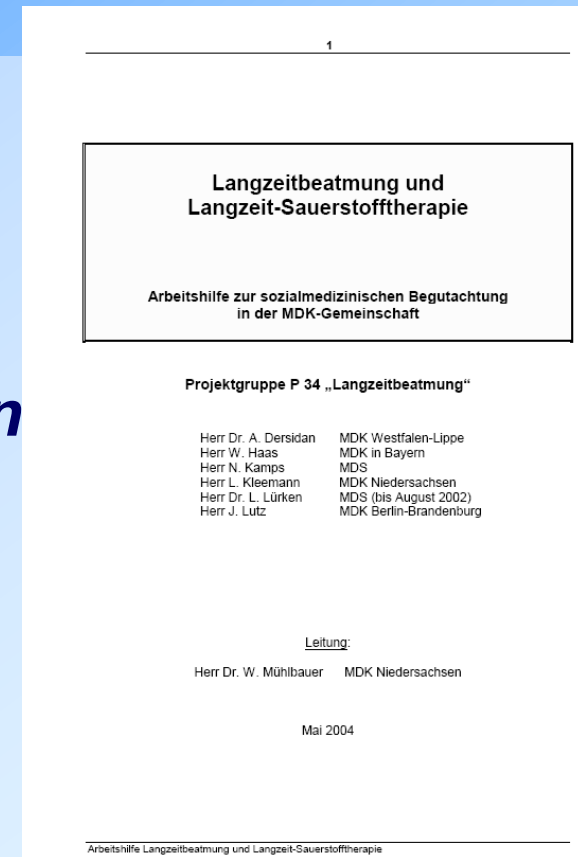 1
Langzeitbeatmung und
Langzeit-Sauerstofftherapie
Arbeitshilfe zur sozialmedizinischen Begutachtung
in der MDK-Gemeinschaft
Projektgruppe P 34 „Langzeitbeatmung“
Herr Dr. A. Dersidan MDK Westfalen-Lippe
Herr W. Haas MDK in Bayern
Herr N. Kamps MDS
Herr L. Kleemann MDK Niedersachsen
Herr Dr. L. Lürken MDS (bis August 2002)
Herr J. Lutz MDK Berlin-Brandenburg
n
Leitung:
Herr Dr. W. Mühlbauer MDK Niedersachsen
Mai 2004
Arbeitshilfe Langzeitbeatmung und Langzeit-Sauerstofftherapie